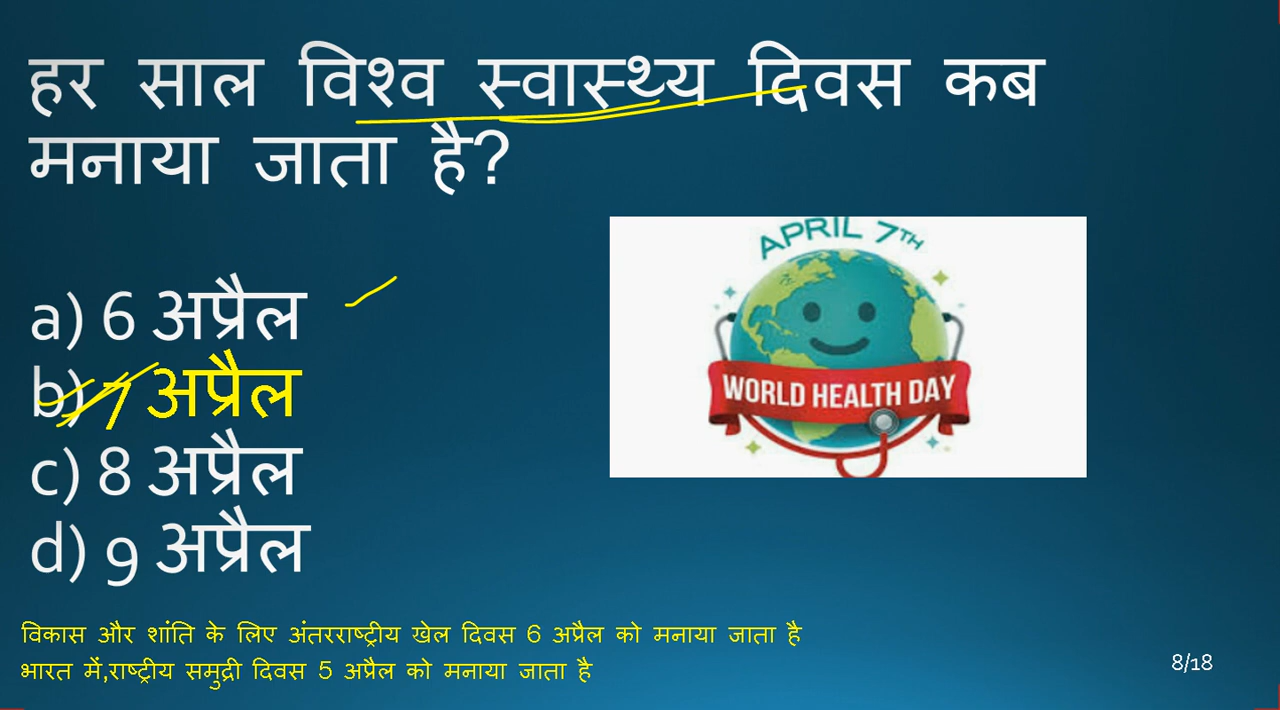 हर साल विश्व स्वास्थ्य दिवस कब
मनाया जाता है?
APRIL 7TH
WORLD HEALTH DAY
a) 6 अप्रैल
b) 7 अप्रैल
c) 8 अप्रैल
d) 9 अप्रैल
विकास और शांति के लिए अंतरराष्ट्रीय खेल दिवस 6 अप्रैल को मनाया जाता है
भारत में,राष्ट्रीय समुद्री दिवस 5 अप्रैल को मनाया जाता है
8/18